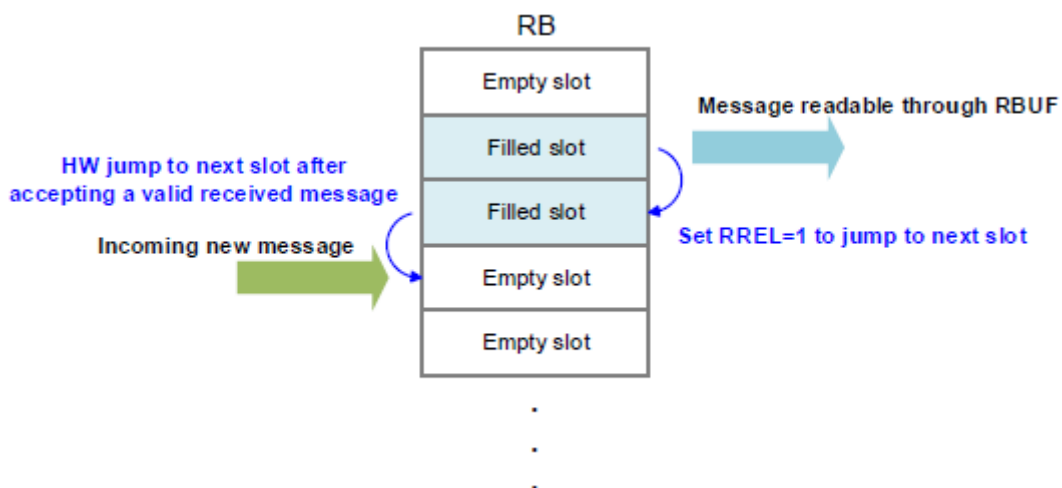 RB
Empty slot
Message readable through RBUF
Filled slot
HW jump to next slot after
accepting a valid received message
Filled slot
Set RREL=1 to jump to next slot
Incoming new message
Empty slot
Empty slot
.
.
.